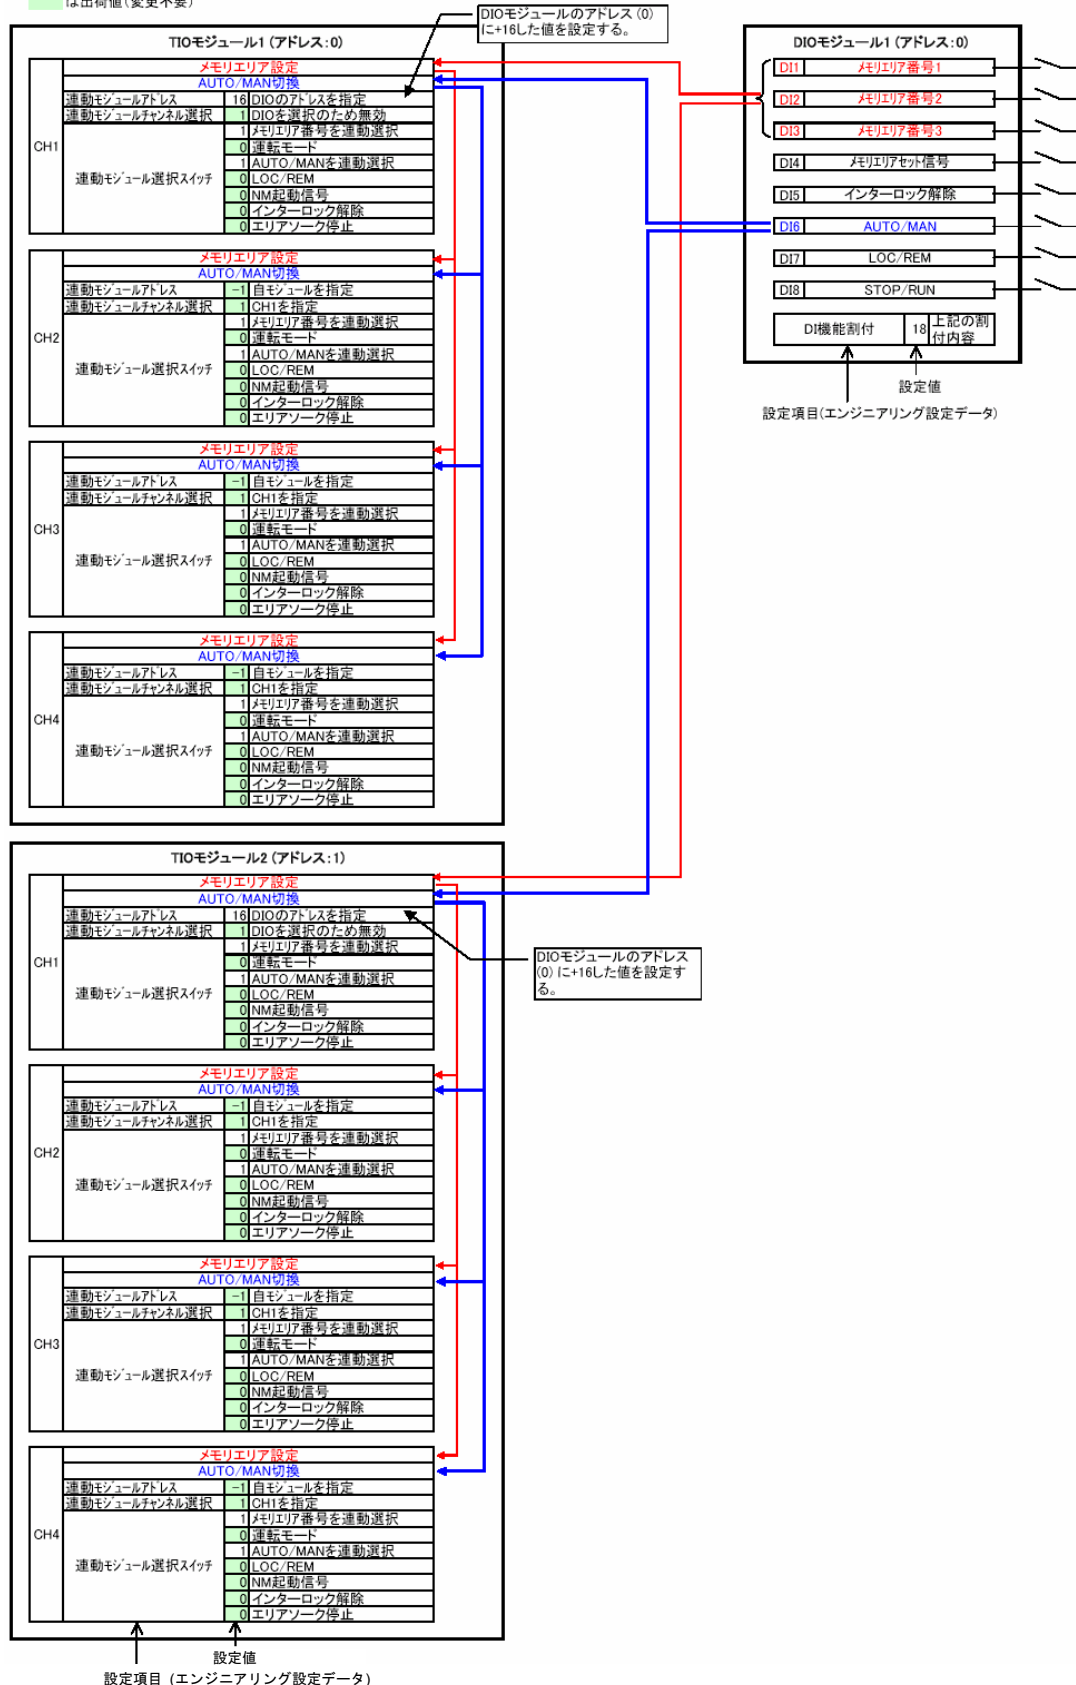 は出荷値(変更不要)
DIOモジュールのアドレス (0)
に+16した値を設定する。
TIOモジュール1 (アドレス:0)
メモリエリア設定
AUTO/MAN切換
連動モジュールアドレス 16 DIOのアドレスを指定
連動モジュールチャンネル選択 1 DIOを選択のため無効
CH1
連動モジュール選択スイッチ
1 メモリエリア番号を連動選択
0 運転モード
1 AUTO/MANを連動選択
0 LOC/REM
0 NM起動信号
0 インターロック解除
0 エリアソーク停止
メモリエリア設定
AUTO/MAN切換
連動モジュールアドレス -1 自モジュールを指定
連動モジュールチャンネル選択 1 CH1を指定
CH2
連動モジュール選択スイッチ
1 メモリエリア番号を連動選択
0 運転モード
1 AUTO/MANを連動選択
0 LOC/REM
0 NM起動信号
0 インターロック解除
0 エリアソーク停止
メモリエリア設定
AUTO/MAN切換
連動モジュールアドレス -1 自モジュールを指定
連動モジュールチャンネル選択 1 CH1を指定
CH3
連動モジュール選択スイッチ
1 メモリエリア番号を連動選択
0 運転モード
1 AUTO/MANを連動選択
0 LOC/REM
0 NM起動信号
0 インターロック解除
0 エリアソーク停止
メモリエリア設定
AUTO/MAN切換
連動モジュールアドレス -1 自モジュールを指定
連動モジュールチャンネル選択 1 CH1を指定
CH4
連動モジュール選択スイッチ
1 メモリエリア番号を連動選択
0 運転モード
1 AUTO/MANを連動選択
0 LOC/REM
0 NM起動信号
0 インターロック解除
0 エリアソーク停止
DIOモジュール1 (アドレス:0)
DI1 メモリエリア番号1
DI2 メモリエリア番号2
DI3 メモリエリア番号3
DI4 メモリエリアセット信号
DI5 インターロック解除
DI6 AUTO/MAN
DI7 LOC/REM
DI8 STOP/RUN
DI機能割付 18 上記の割
付内容
設定値
設定項目(エンジニアリング設定データ)
TIOモジュール2 (アドレス:1)
メモリエリア設定
AUTO/MAN切換
連動モジュールアドレス 16 DIOのアドレスを指定
連動モジュールチャンネル選択 1 DIOを選択のため無効
CH1
連動モジュール選択スイッチ
1 メモリエリア番号を連動選択
0 運転モード
1 AUTO/MANを連動選択
0 LOC/REM
0 NM起動信号
0 インターロック解除
0 エリアソーク停止
DIOモジュールのアドレス
(0) に+16した値を設定す
る。
メモリエリア設定
AUTO/MAN切換
連動モジュールアドレス -1 自モジュールを指定
連動モジュールチャンネル選択 1 CH1を指定
CH2
連動モジュール選択スイッチ
1 メモリエリア番号を連動選択
0 運転モード
1 AUTO/MANを連動選択
0 LOC/REM
0 NM起動信号
0 インターロック解除
0 エリアソーク停止
メモリエリア設定
AUTO/MAN切換
連動モジュールアドレス -1 自モジュールを指定
連動モジュールチャンネル選択 1 CH1を指定
CH3
連動モジュール選択スイッチ
1 メモリエリア番号を連動選択
0 運転モード
1 AUTO/MANを連動選択
0 LOC/REM
0 NM起動信号
0 インターロック解除
0 エリアソーク停止
メモリエリア設定
AUTO/MAN切換
連動モジュールアドレス -1 自モジュールを指定
連動モジュールチャンネル選択 1 CH1を指定
CH4
連動モジュール選択スイッチ
1 メモリエリア番号を連動選択
0 運転モード
1 AUTO/MANを連動選択
0 LOC/REM
0 NM起動信号
0 インターロック解除
0 エリアソーク停止
設定値
設定項目 (エンジニアリング設定データ)